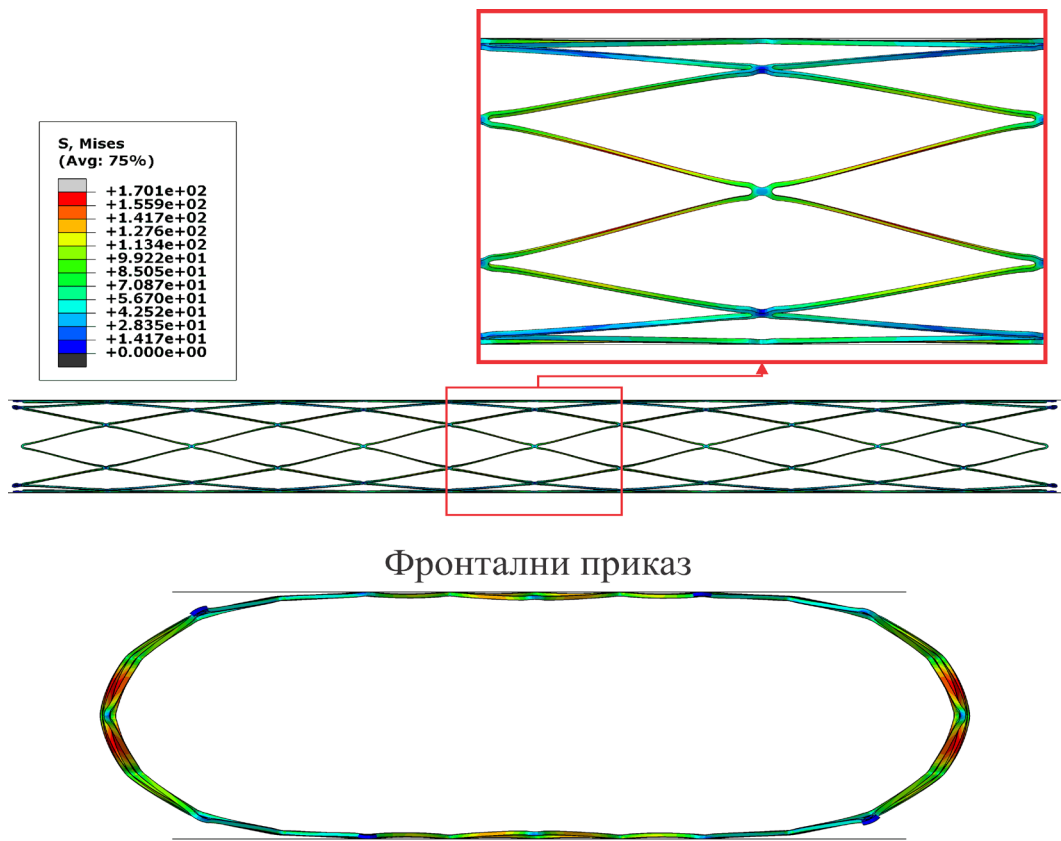 S, Mises
(Avg: 75%)
+1.701e+02
+1.559e+02
+1.417e+02
+1.276e+02
+1.134e+02
+9.922e+01
+8.505e+01
+7.087e+01
+5.670e+01
+4.252e+01
+2.835e+01
+1.417e+01
+0.000e+00
Фронтални приказ